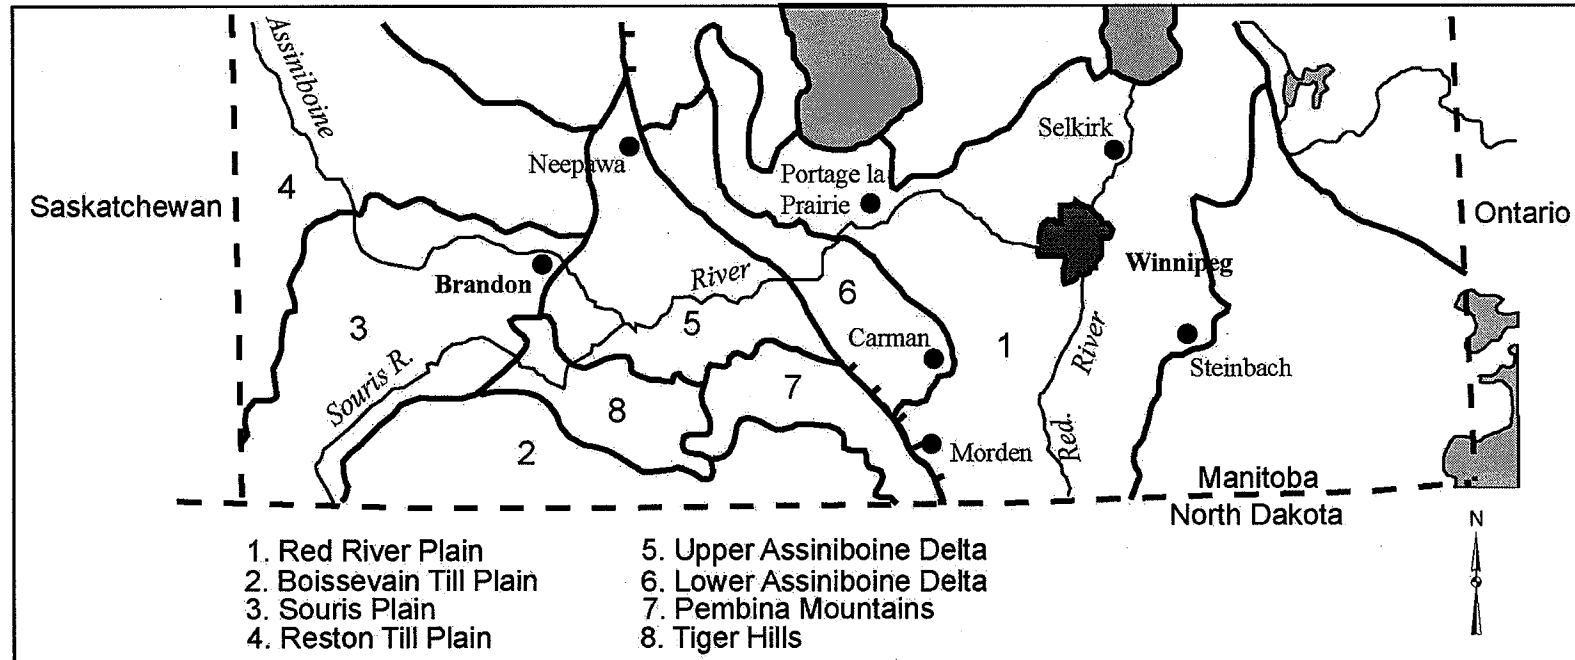 Assiniboine
Selkirk
Neepawa
Portage la
Prairie
4
Saskatchewan
Ontario
Brandon
River
Winnipeg
6
3
5
Carman
1
River
Steinbach
Souris R.
7
8
2
Morden
Red.
Manitoba
North Dakota
N
1. Red River Plain
2. Boissevain Till Plain
3. Souris Plain
4. Reston Till Plain
5. Upper Assiniboine Delta
6. Lower Assiniboine Delta
7. Pembina Mountains
8. Tiger Hills